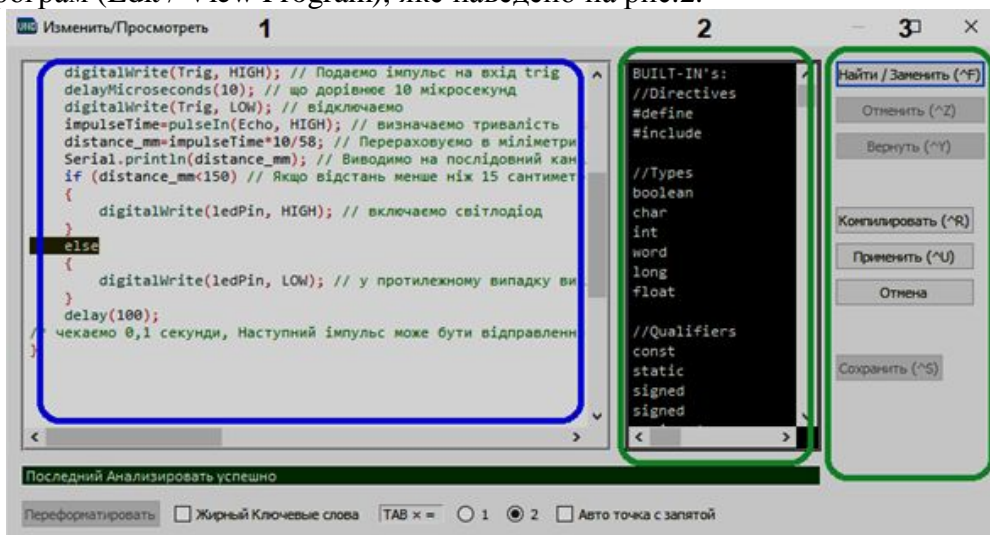 програм (Edit / View Program), яке наведено на рис.2.
UNO Изменить/Просмотреть 1 2 3
digitalWrite(Trig, HIGH); // Подаємо імпульс на вхід trig
delayMicroseconds(10); // що дорівнює 10 мікросекунд
digitalWrite(Trig, LOW); // відключаємо
impulseTime=pulseIn(Echo, HIGH); // визначаємо тривалість
distance_mm=impulseTime*10/58; // Перераховуємо в міліметри
Serial.println(distance_mm); // Виводимо на послідовний кан
if (distance_mm<150) // Якщо відстань менше ніж 15 сантимет
{
digitalWrite(ledPin, HIGH); // включаємо світлодіод
}
else
{
digitalWrite(ledPin, LOW); // у протилежному випадку ви
}
delay(100);
// чекаємо 0,1 секунди, Наступний імпульс може бути відправленн
}
BUILT-IN's:
//Directives
#define
#include
//Types
boolean
char
int
word
long
float
//Qualifiers
const
static
signed
signed
Найти / Заменить (^F)
Отменить (^Z)
Вернуть (^Y)
Компилировать (^R)
Применить (^U)
Отмена
Сохранить (^S)
Последний Анализировать успешно
Переформатировать Жирный Ключевые слова TAB × = 1 2 Авто точка с запятой